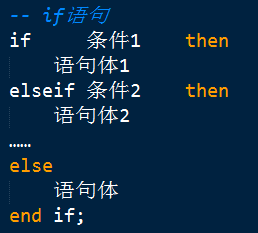 -- if语句
if 条件1 then
语句体1
elseif 条件2 then
语句体2
……
else
语句体
end if;